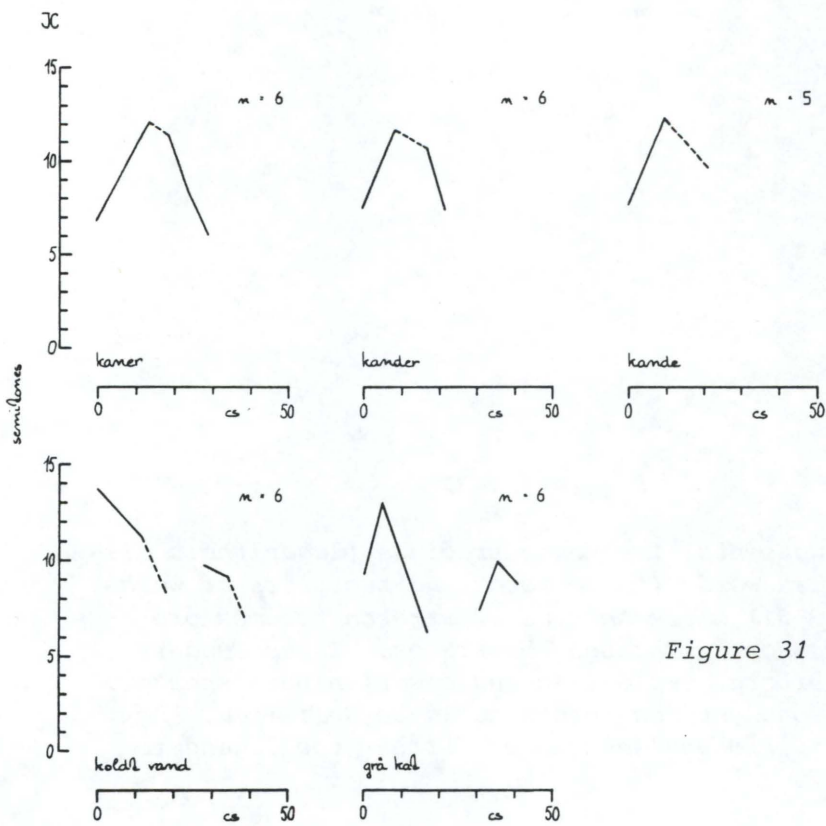 JC
15
10
5
0
semitones
n = 6
n = 6
n = 5
kaner
kander
kande
0 cs 50
0 cs 50
0 cs 50
15
10
5
0
n = 6
n = 6
Figure 31
koldt vand
grå kat
0 cs 50
0 cs 50